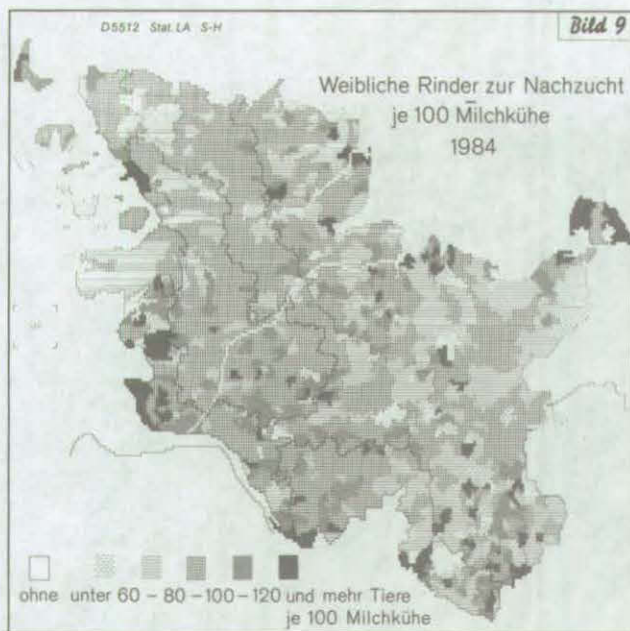 D5512 Stat. LA S-H
Bild 9
Weibliche Rinder zur Nachzucht
je 100 Milchkühe
1984
ohne unter 60 – 80 – 100 – 120 und mehr Tiere
je 100 Milchkühe